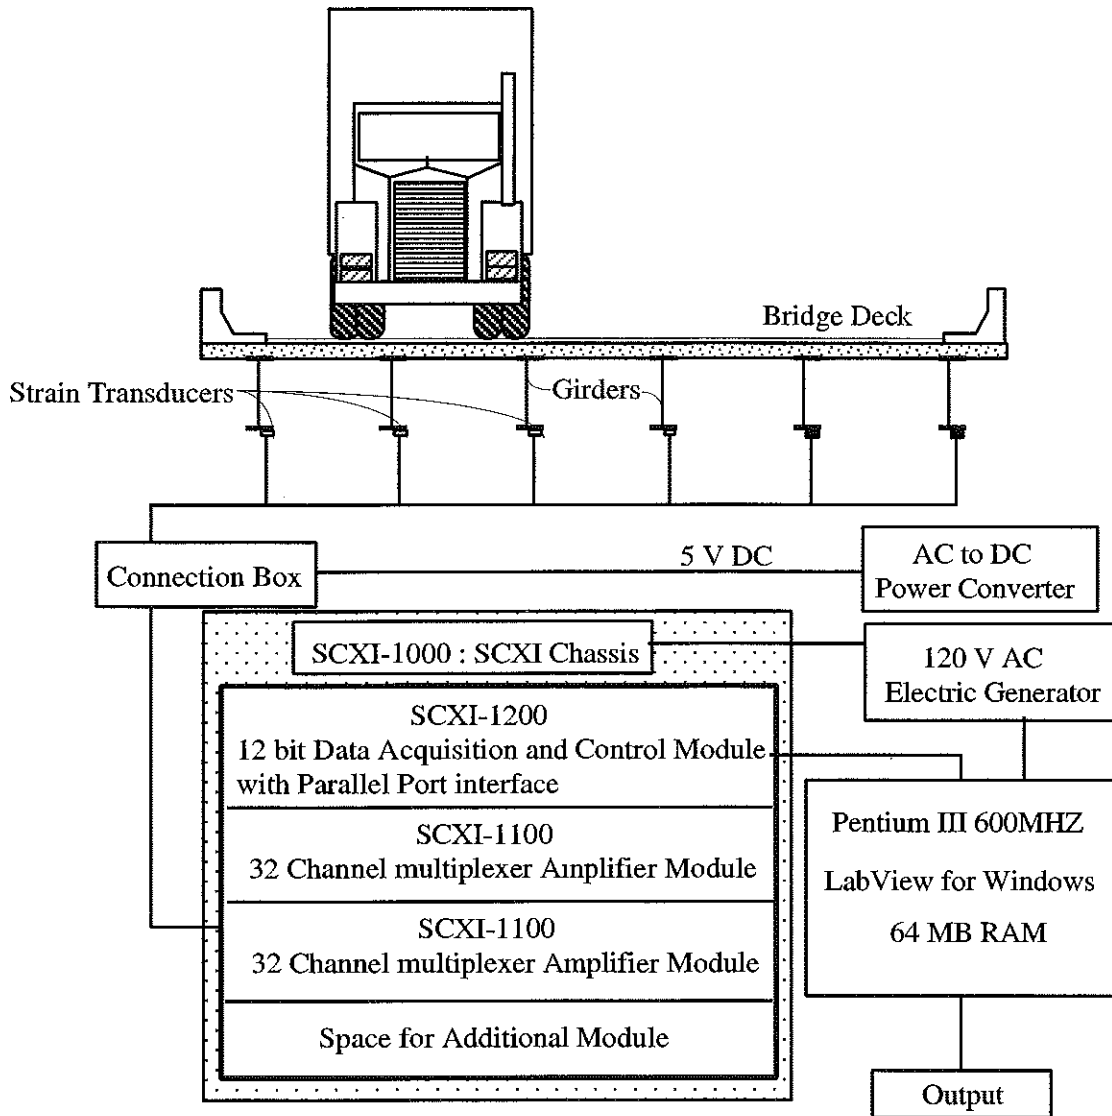 Bridge Deck
Strain Transducers
Girders
5 V DC
AC to DC
Power Converter
Connection Box
SCXI-1000 : SCXI Chassis
120 V AC
Electric Generator
SCXI-1200
12 bit Data Acquisition and Control Module
with Parallel Port interface
SCXI-1100
32 Channel multiplexer Amplifier Module
SCXI-1100
32 Channel multiplexer Amplifier Module
Space for Additional Module
Pentium III 600MHZ
LabView for Windows
64 MB RAM
Output